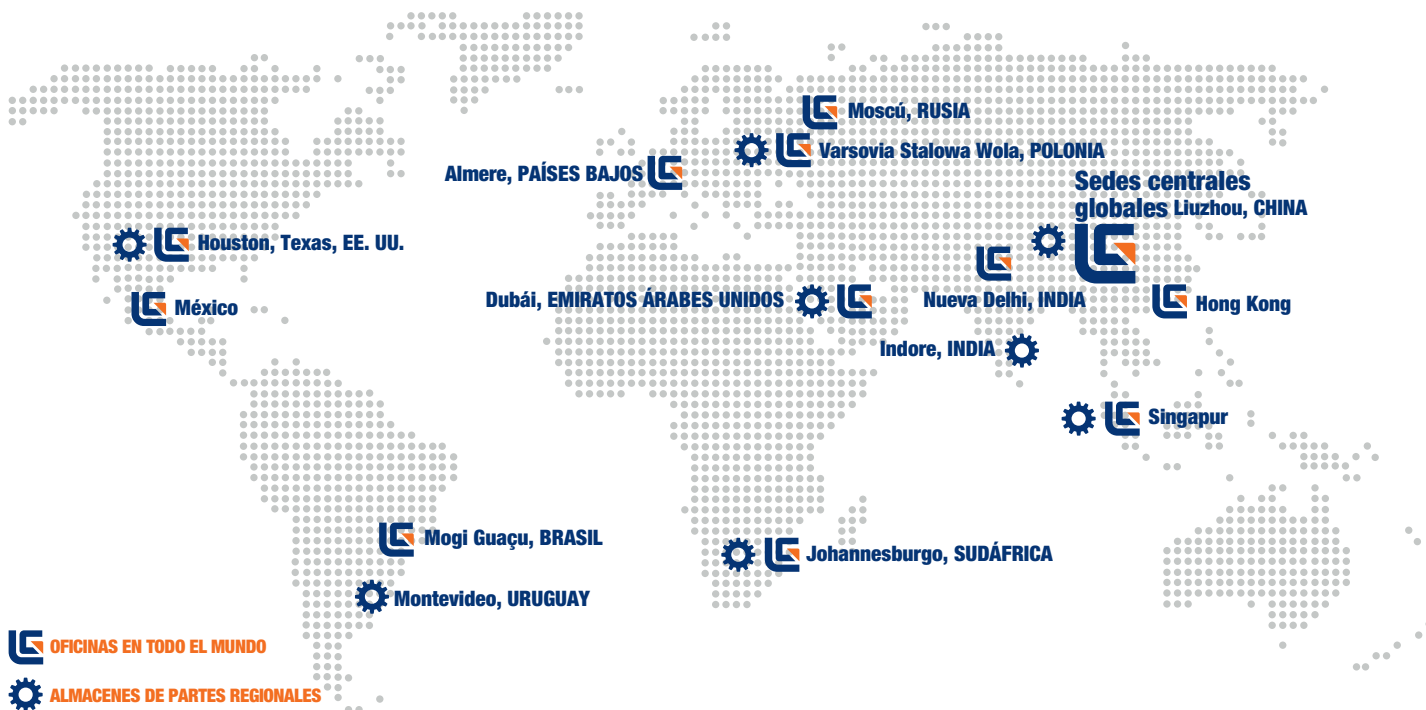 Moscú, RUSIA
Varsovia Stalowa Wola, POLONIA
Almere, PAÍSES BAJOS
Sedes centrales
globales Liuzhou, CHINA
Houston, Texas, EE. UU.
México
Dubái, EMIRATOS ÁRABES UNIDOS
Nueva Delhi, INDIA
Hong Kong
Indore, INDIA
Singapur
Mogi Guaçu, BRASIL
Johannesburgo, SUDÁFRICA
Montevideo, URUGUAY
OFICINAS EN TODO EL MUNDO
ALMACENES DE PARTES REGIONALES